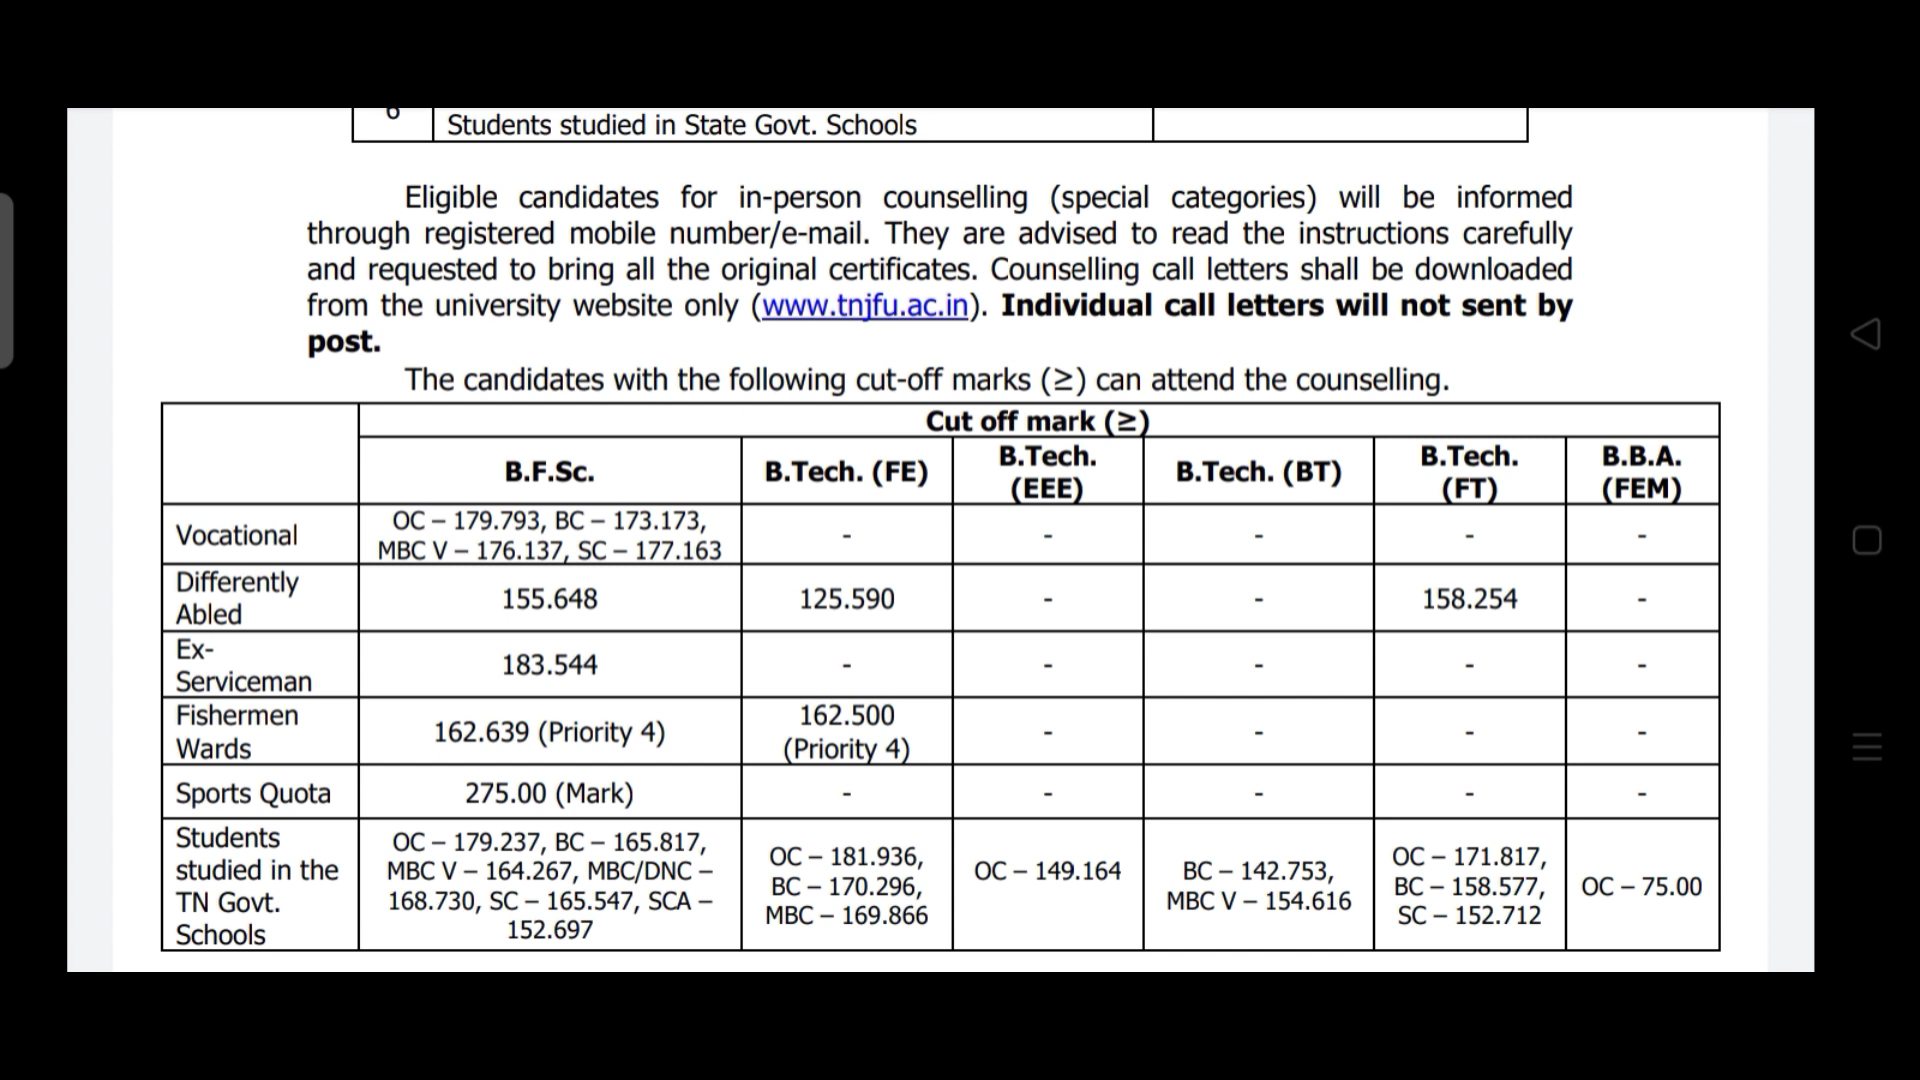 6
Students studied in State Govt. Schools
Eligible candidates for in-person counselling (special categories) will be informed
through registered mobile number/e-mail. They are advised to read the instructions carefully
and requested to bring all the original certificates. Counselling call letters shall be downloaded
from the university website only (www.tnjfu.ac.in). Individual call letters will not sent by
post.
The candidates with the following cut-off marks (≥) can attend the counselling.
Cut off mark (≥)
B.F.Sc.
B.Tech. (FE)
B.Tech.
(EEE)
B.Tech. (BT)
B.Tech.
(FT)
B.B.A.
(FEM)
Vocational
OC – 179.793, BC – 173.173,
MBC V – 176.137, SC – 177.163
-
-
-
-
-
Differently
Abled
155.648
125.590
-
-
158.254
-
Ex-
Serviceman
183.544
-
-
-
-
-
Fishermen
Wards
162.639 (Priority 4)
162.500
(Priority 4)
-
-
-
-
Sports Quota
275.00 (Mark)
-
-
-
-
-
Students
studied in the
TN Govt.
Schools
OC – 179.237, BC – 165.817,
MBC V – 164.267, MBC/DNC –
168.730, SC – 165.547, SCA –
152.697
OC – 181.936,
BC – 170.296,
MBC – 169.866
OC – 149.164
BC – 142.753,
MBC V – 154.616
OC – 171.817,
BC – 158.577,
SC – 152.712
OC – 75.00